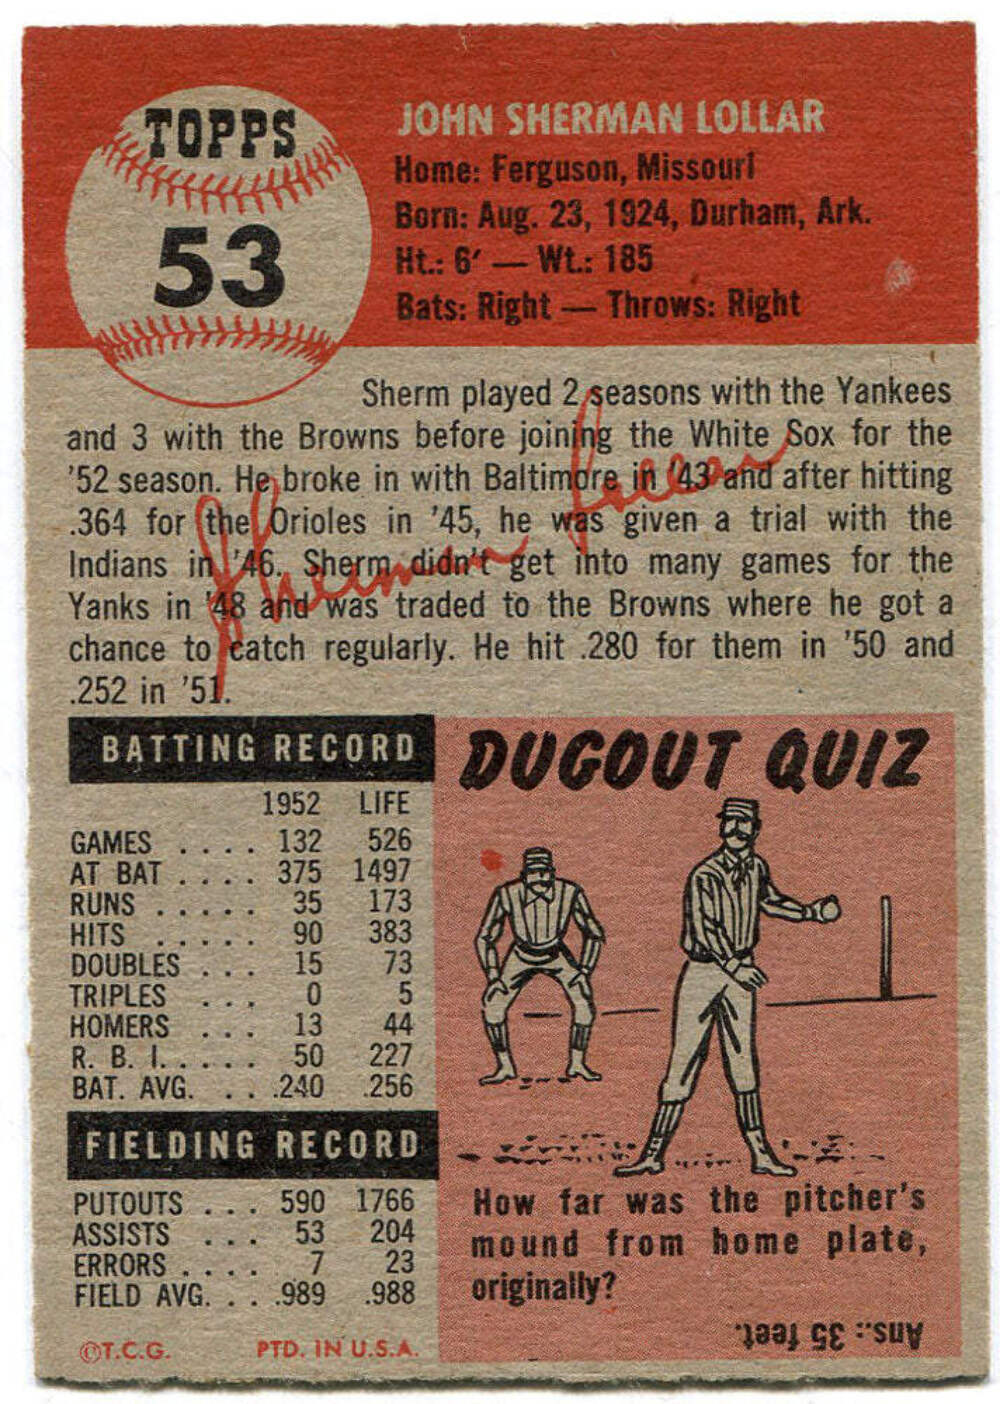 TOPPS
53
JOHN SHERMAN LOLLAR
Home: Ferguson, Missouri
Born: Aug. 23, 1924, Durham, Ark.
Ht.: 6' — Wt.: 185
Bats: Right — Throws: Right
Sherm played 2 seasons with the Yankees
and 3 with the Browns before joining the White Sox for the
'52 season. He broke in with Baltimore in '43 and after hitting
.364 for the Orioles in '45, he was given a trial with the
Indians in '46. Sherm didn't get into many games for the
Yanks in '48 and was traded to the Browns where he got a
chance to catch regularly. He hit .280 for them in '50 and
.252 in '51.
Sherman Lollar
BATTING RECORD
1952 LIFE
GAMES . . . . 132 526
AT BAT . . . . 375 1497
RUNS . . . . . 35 173
HITS . . . . . 90 383
DOUBLES . . . 15 73
TRIPLES . . . 0 5
HOMERS . . . 13 44
R. B. I. . . . . 50 227
BAT. AVG. . . .240 .256
FIELDING RECORD
PUTOUTS . . . 590 1766
ASSISTS . . . 53 204
ERRORS . . . . 7 23
FIELD AVG. . . .989 .988
©T.C.G. PTD. IN U.S.A.
DUGOUT QUIZ
How far was the pitcher's
mound from home plate,
originally?
Ans.: 35 feet.